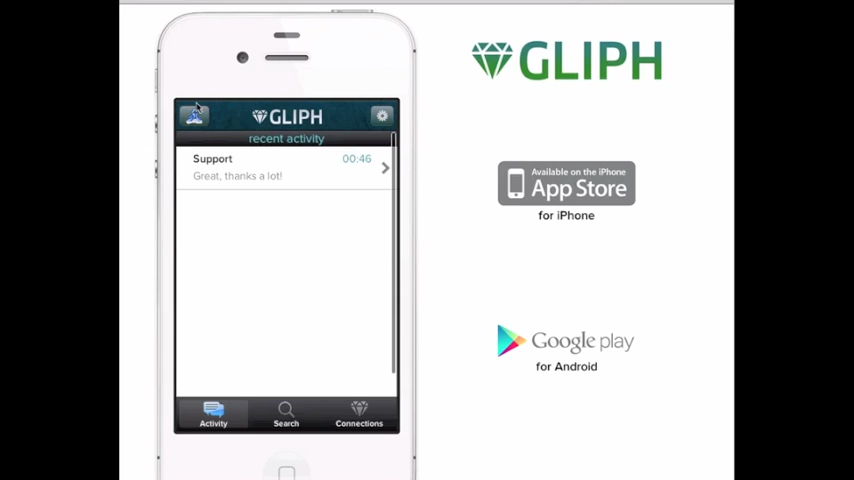 GLIPH
recent activity
Support 00:46
Great, thanks a lot!
Activity Search Connections
GLIPH
Available on the iPhone
App Store
for iPhone
Google play
for Android